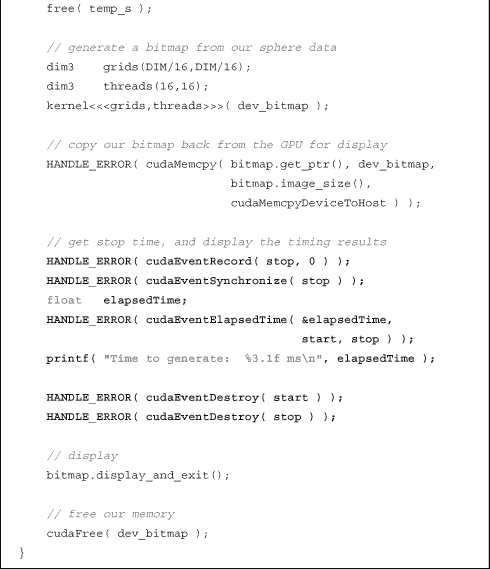 free( temp_s );
// generate a bitmap from our sphere data
dim3    grids(DIM/16,DIM/16);
dim3    threads(16,16);
kernel<<<grids,threads>>>( dev_bitmap );
// copy our bitmap back from the GPU for display
HANDLE_ERROR( cudaMemcpy( bitmap.get_ptr(), dev_bitmap,
bitmap.image_size(),
cudaMemcpyDeviceToHost ) );
// get stop time, and display the timing results
HANDLE_ERROR( cudaEventRecord( stop, 0 ) );
HANDLE_ERROR( cudaEventSynchronize( stop ) );
float   elapsedTime;
HANDLE_ERROR( cudaEventElapsedTime( &elapsedTime,
start, stop ) );
printf( "Time to generate:  %3.1f ms\n", elapsedTime );
HANDLE_ERROR( cudaEventDestroy( start ) );
HANDLE_ERROR( cudaEventDestroy( stop ) );
// display
bitmap.display_and_exit();
// free our memory
cudaFree( dev_bitmap );
}